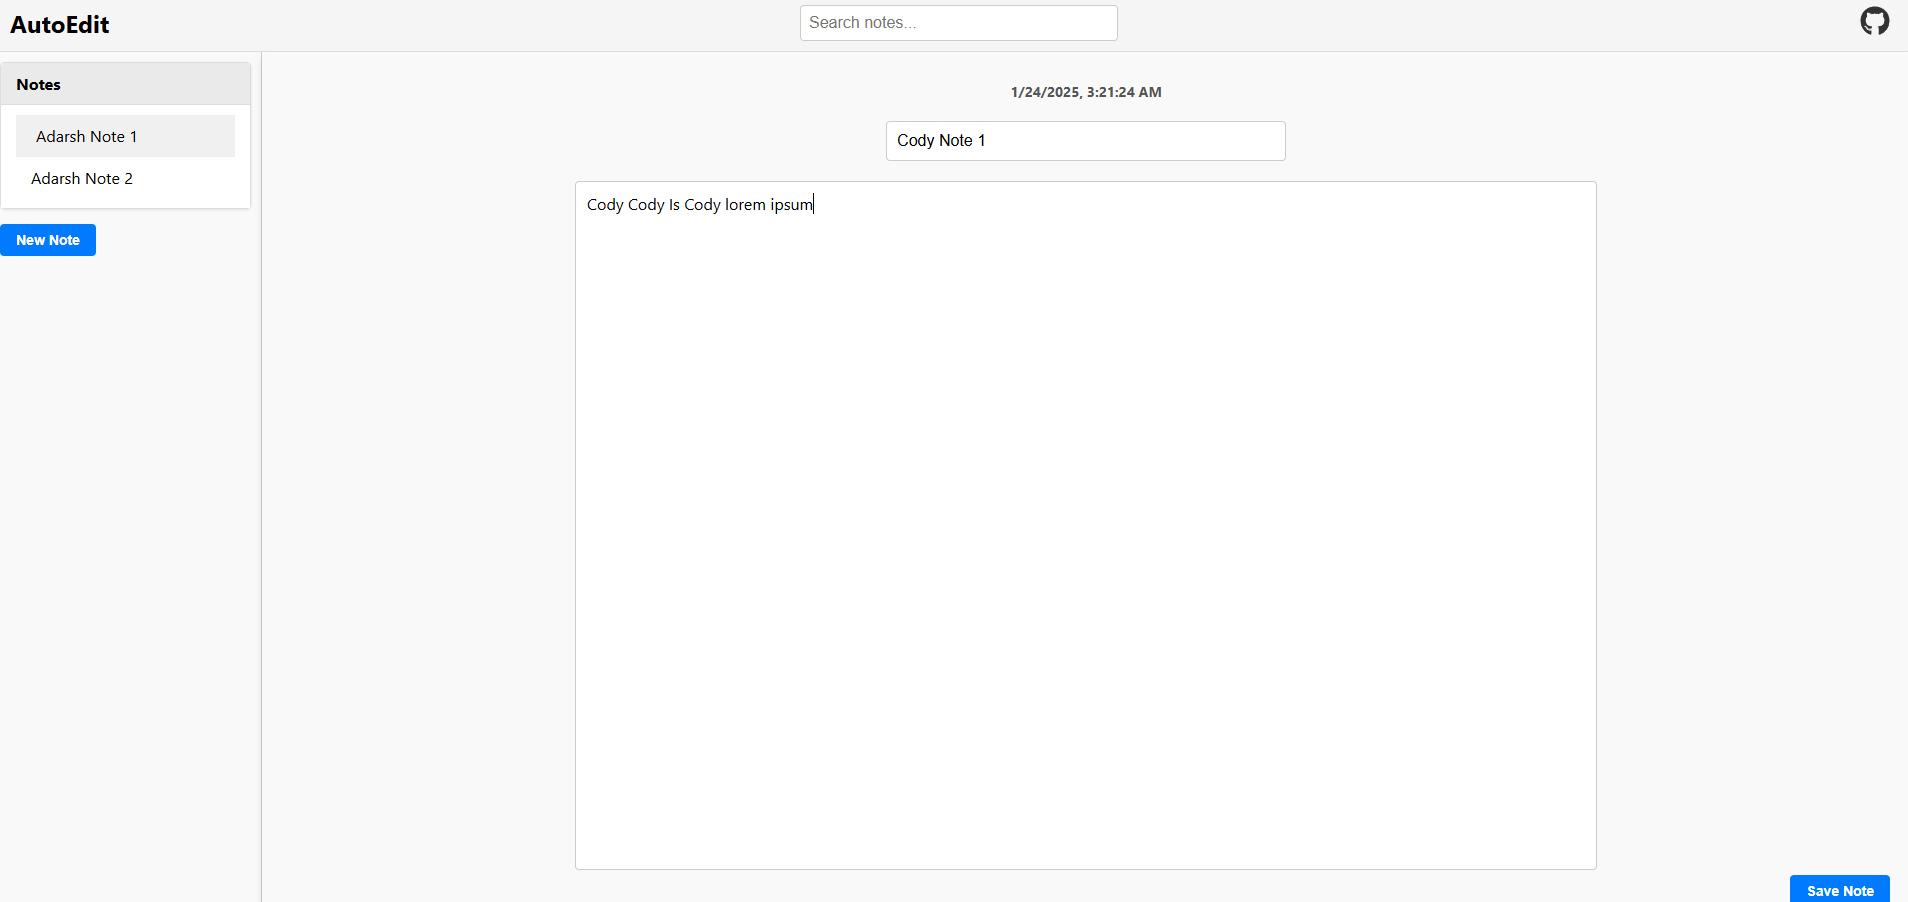 AutoEdit
Search notes...
Notes
Adarsh Note 1
Adarsh Note 2
New Note
1/24/2025, 3:21:24 AM
Cody Note 1
Cody Cody Is Cody lorem ipsum
Save Note